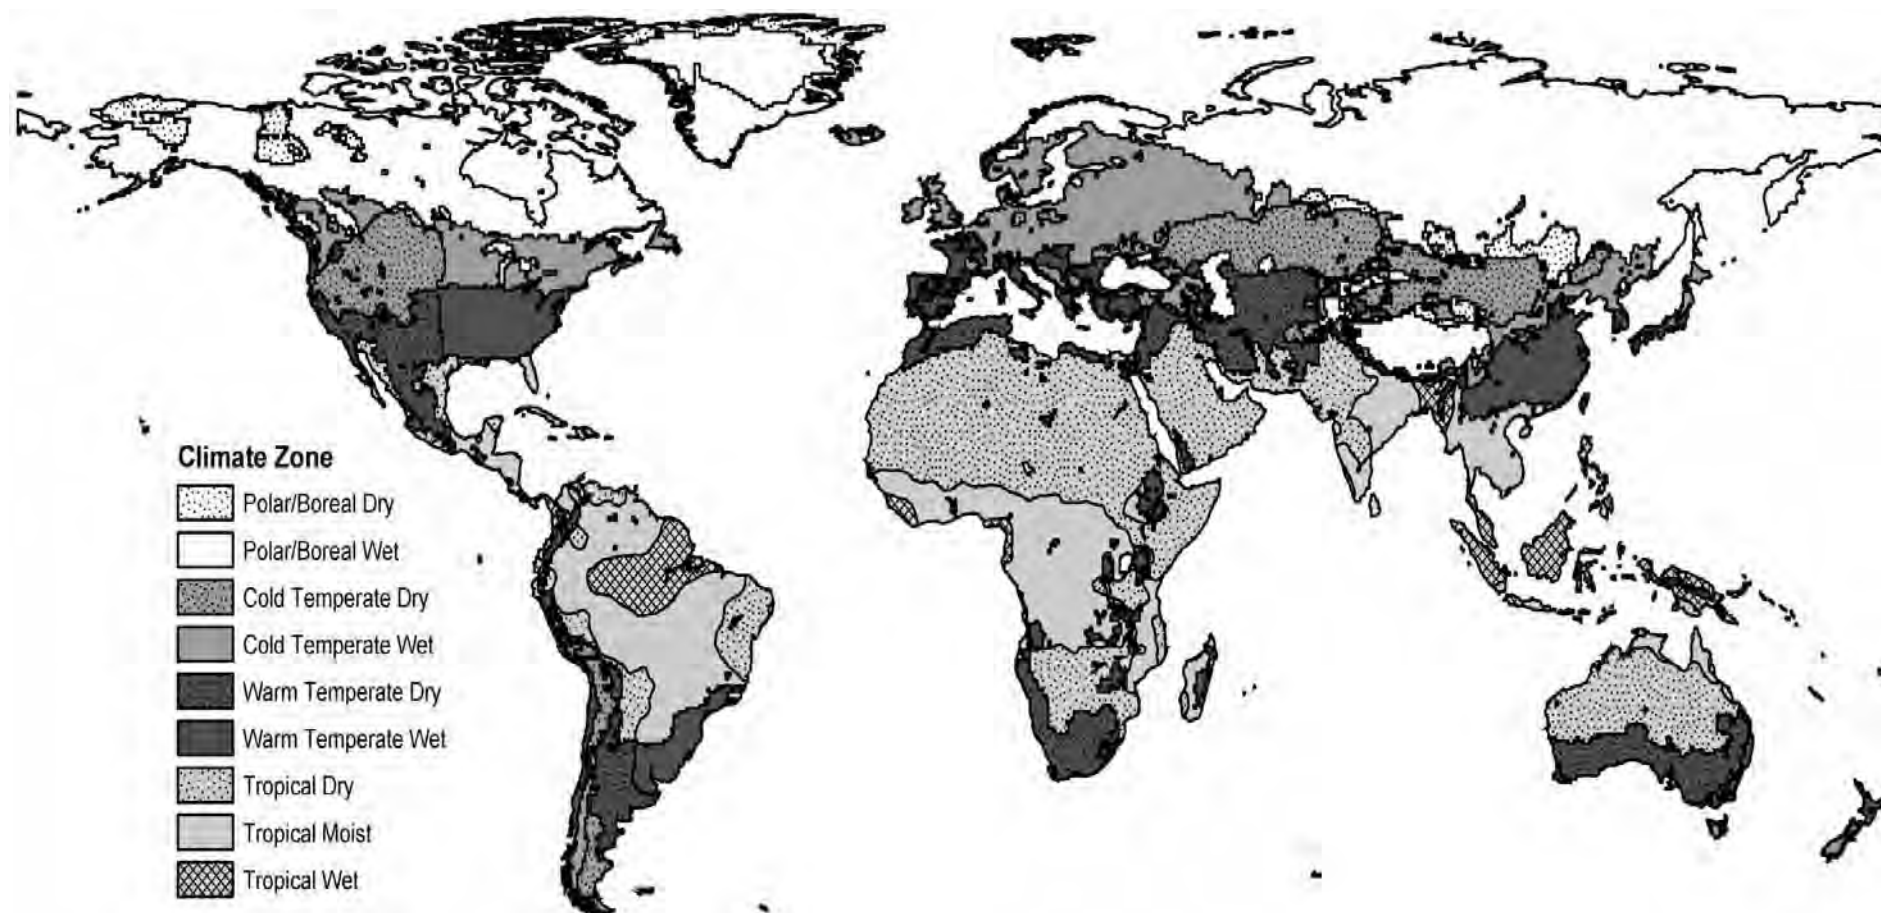 Climate Zone
Polar/Boreal Dry
Polar/Boreal Wet
Cold Temperate Dry
Cold Temperate Wet
Warm Temperate Dry
Warm Temperate Wet
Tropical Dry
Tropical Moist
Tropical Wet